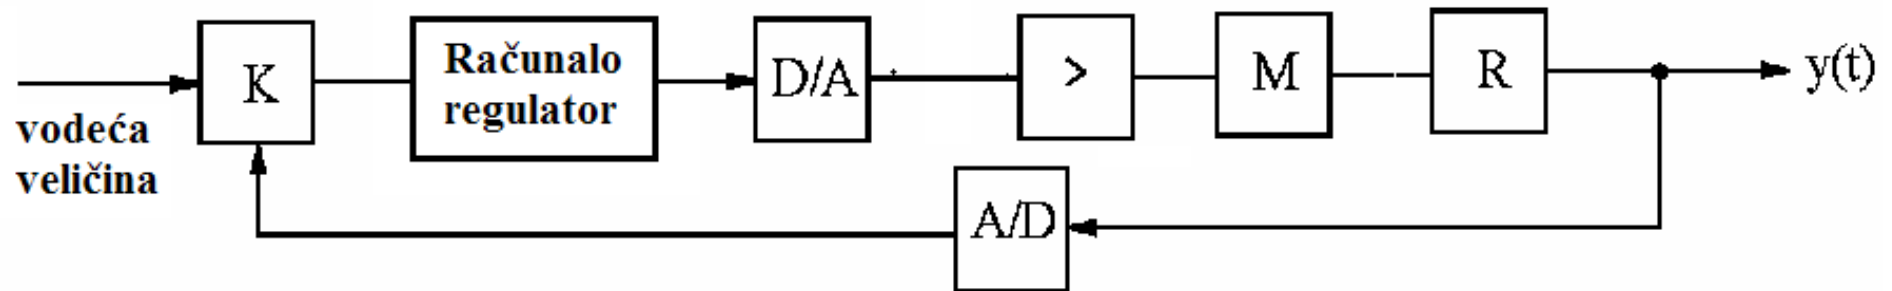 vodeća
veličina
K
Računalo
regulator
D/A
>
M
R
y(t)
A/D